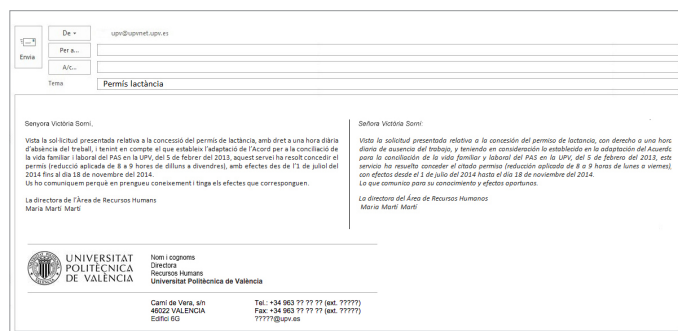 De
upv@upvnet.upv.es
Envia
Per a...
A/c...
Tema
Permís lactància
Senyora Victòria Sorní,
Vista la sol·licitud presentada relativa a la concessió del permís de lactància, amb dret a una hora diària
d'absència del treball, i tenint en compte el que estableix l'adaptació de l'Acord per a la conciliació de
la vida familiar i laboral del PAS en la UPV, del 5 de febrer del 2013, aquest servei ha resolt concedir el
permís (reducció aplicada de 8 a 9 hores de dilluns a divendres), amb efectes des de l'1 de juliol del
2014 fins al dia 18 de novembre del 2014.
Us ho comuniquem perquè en prengueu coneixement i tinga els efectes que corresponguen.
La directora de l'Àrea de Recursos Humans
Maria Martí Martí
Señora Victòria Sorní:
Vista la solicitud presentada relativa a la concesión del permiso de lactancia, con derecho a una hora
diaria de ausencia del trabajo, y teniendo en consideración lo establecido en la adaptación del Acuerdo
para la conciliación de la vida familiar y laboral del PAS en la UPV, del 5 de febrero del 2013, este
servicio ha resuelto conceder el citado permiso (reducción aplicada de 8 a 9 horas de lunes a viernes),
con efectos desde el 1 de julio del 2014 hasta el día 18 de noviembre del 2014.
Lo que comunico para su conocimiento y efectos oportunos.
La directora del Área de Recursos Humanos
Maria Martí Martí
UNIVERSITAT
POLITÈCNICA
DE VALÈNCIA
Nom i cognoms
Directora
Recursos Humans
Universitat Politècnica de València
Camí de Vera, s/n
46022 VALENCIA
Edifici 6G
Tel.: +34 963 ?? ?? ?? (ext. ?????)
Fax: +34 963 ?? ?? ?? (ext. ?????)
?????@upv.es